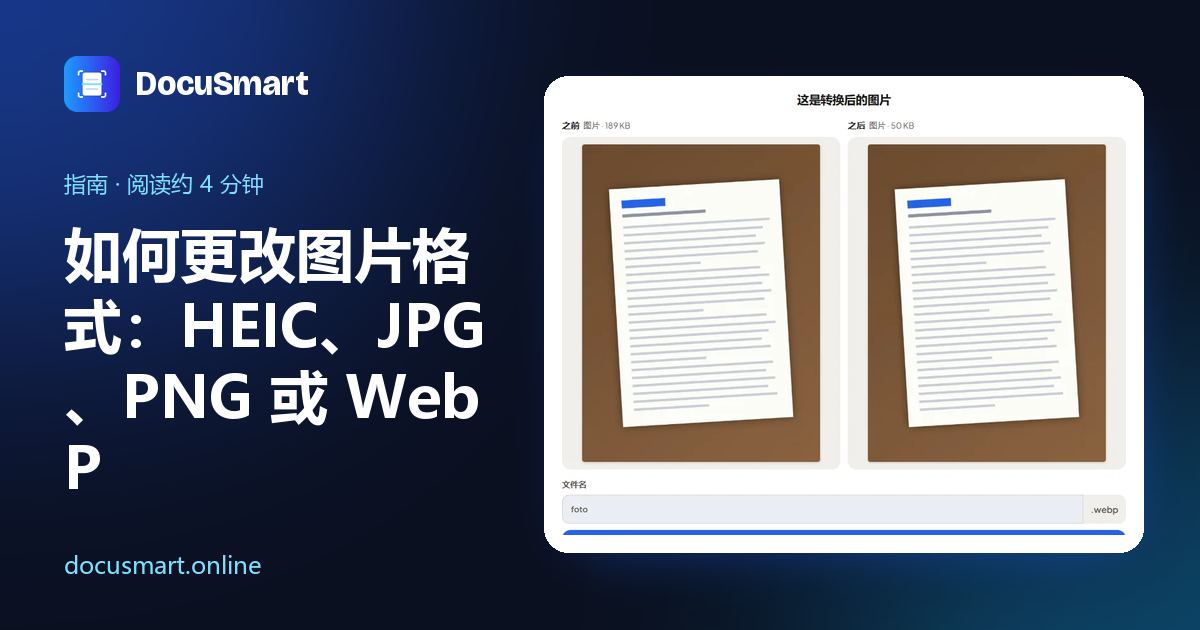 DocuSmart
指南 · 阅读约 4 分钟
如何更改图片格
式：HEIC、JPG
、PNG 或 Web
P
docusmart.online
这是转换后的图片
之前 图片 · 189 KB
之后 图片 · 50 KB
文件名
foto
.webp